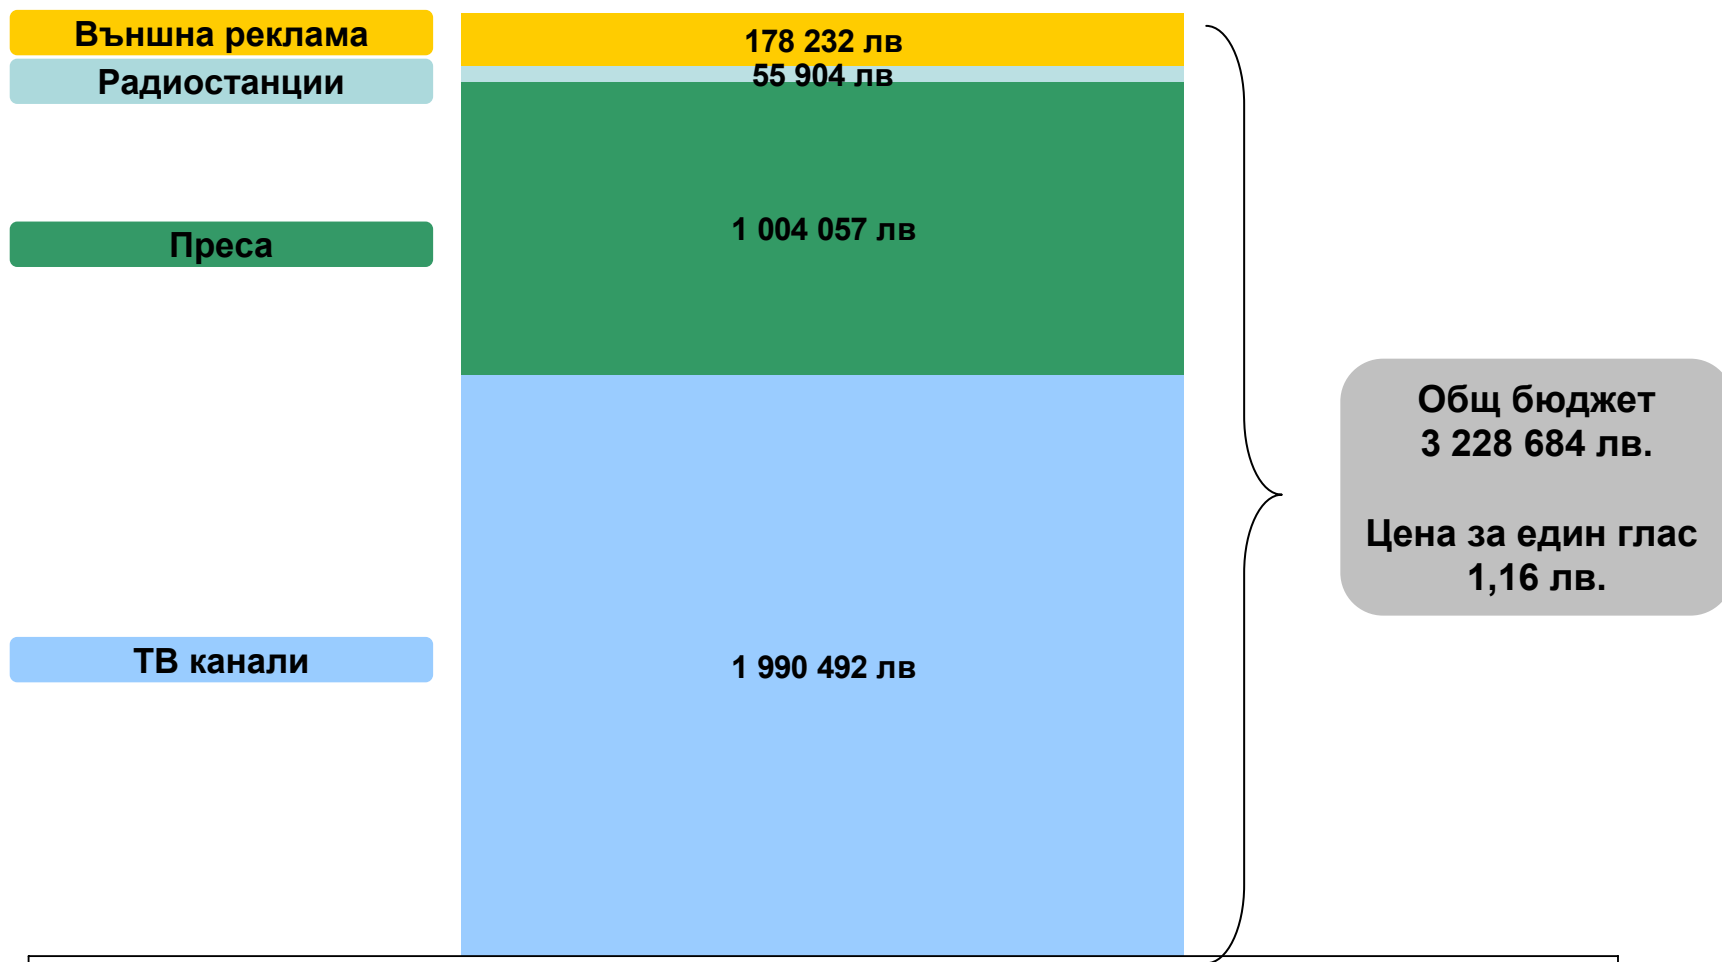 Външна реклама
178 232 лв
Радиостанции
55 904 лв
Преса
1 004 057 лв
ТВ канали
1 990 492 лв
Общ бюджет
3 228 684 лв.
Цена за един глас
1,16 лв.